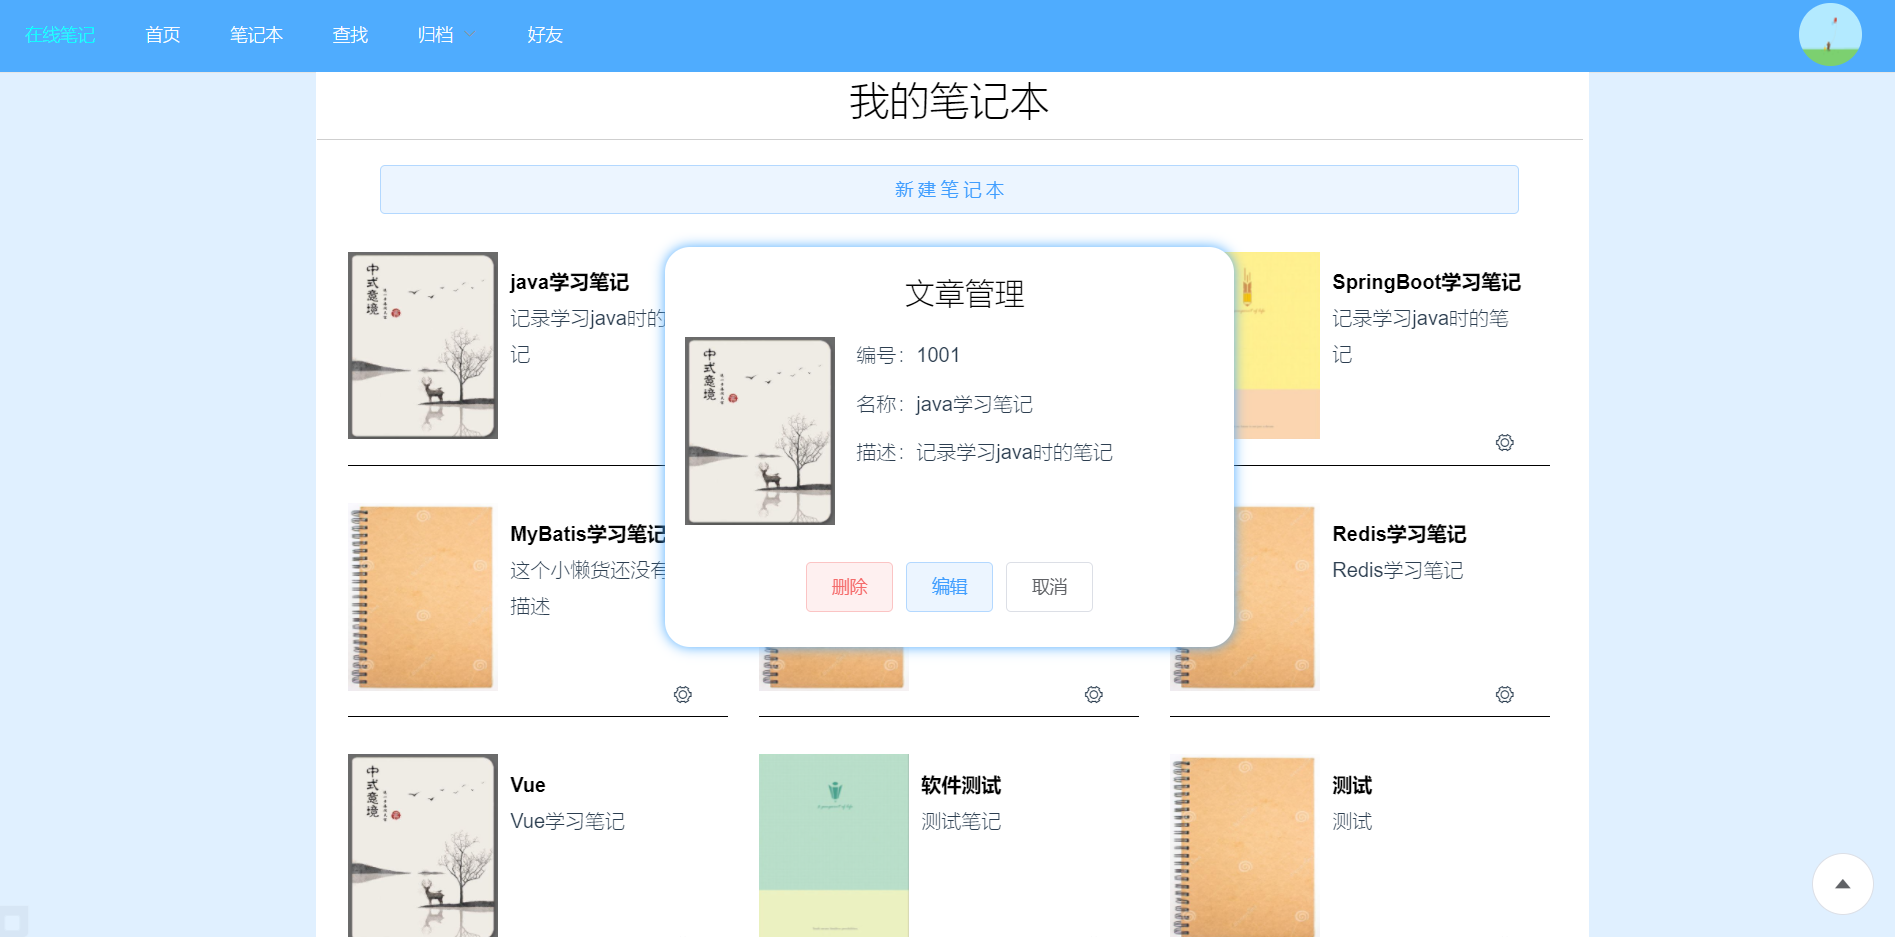 在线笔记 首页 笔记本 查找 归档 好友
我的笔记本
新建笔记本
中式意境
java学习笔记
记录学习java时的
记
SpringBoot学习笔记
记录学习java时的笔
记
文章管理
中式意境
编号：1001
名称：java学习笔记
描述：记录学习java时的笔记
删除 编辑 取消
MyBatis学习笔记
这个小懒货还没有
描述
Redis学习笔记
Redis学习笔记
中式意境
Vue
Vue学习笔记
软件测试
测试笔记
测试
测试